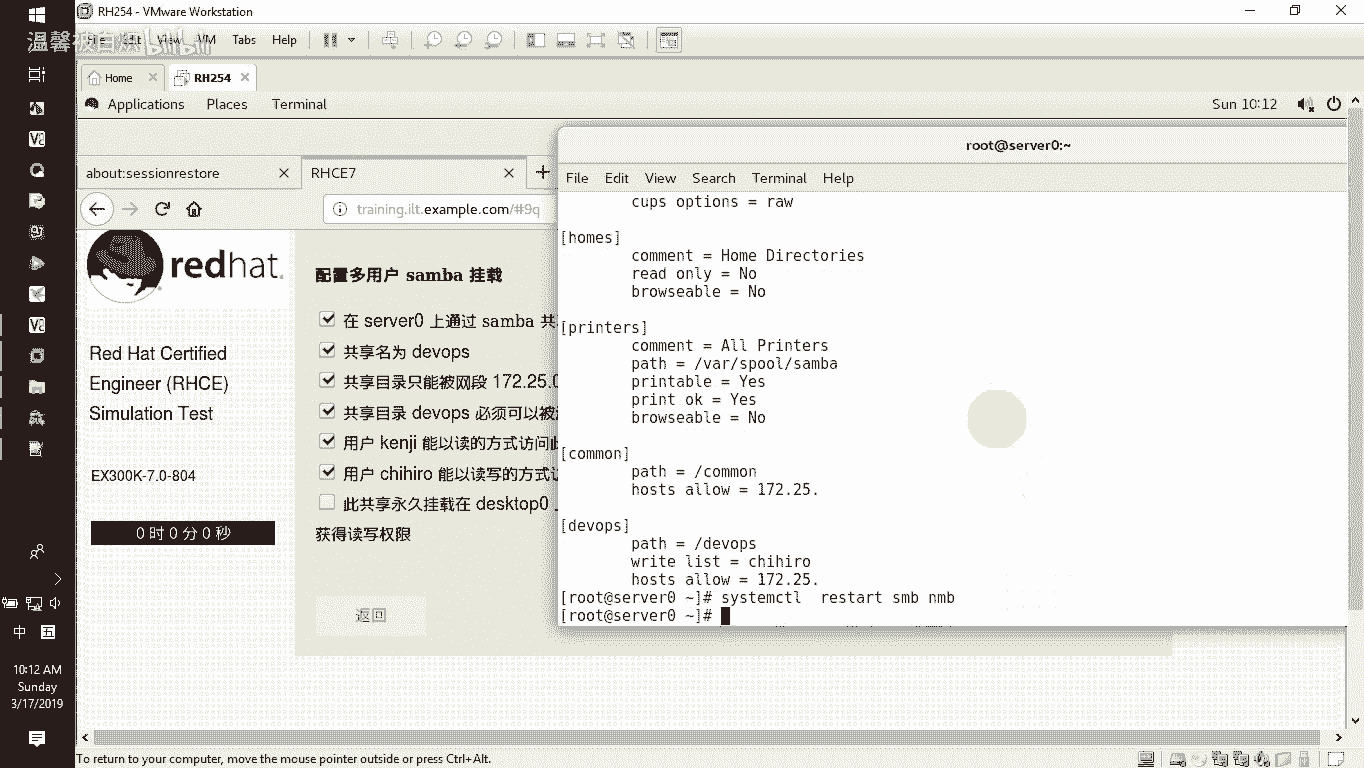 RH254 - VMware Workstation
温馨被自然 bilibili
Edit View VM Tabs Help
Home
RH254
Applications Places Terminal
Sun 10:12
about:sessionrestore
RHCE7
training.ilt.example.com/#9q
redhat.
Red Hat Certified
Engineer (RHCE)
Simulation Test
EX300K-7.0-804
0 时 0 分 0 秒
配置多用户 samba 挂载
在 server0 上通过 samba 共
共享名为 devops
共享目录只能被网段 172.25.0
共享目录 devops 必须可以被
用户 kenji 能以读的方式访问
用户 chihiro 能以读写的方式
此共享永久挂载在 desktop0
获得读写权限
返回
root@server0:~
File Edit View Search Terminal Help
cups options = raw
[homes]
comment = Home Directories
read only = No
browseable = No
[printers]
comment = All Printers
path = /var/spool/samba
printable = Yes
print ok = Yes
browseable = No
[common]
path = /common
hosts allow = 172.25.
[devops]
path = /devops
write list = chihiro
hosts allow = 172.25.
[root@server0 ~]# systemctl  restart smb nmb
[root@server0 ~]#
中
五
10:12 AM
Sunday
3/17/2019
To return to your computer, move the mouse pointer outside or press Ctrl+Alt.